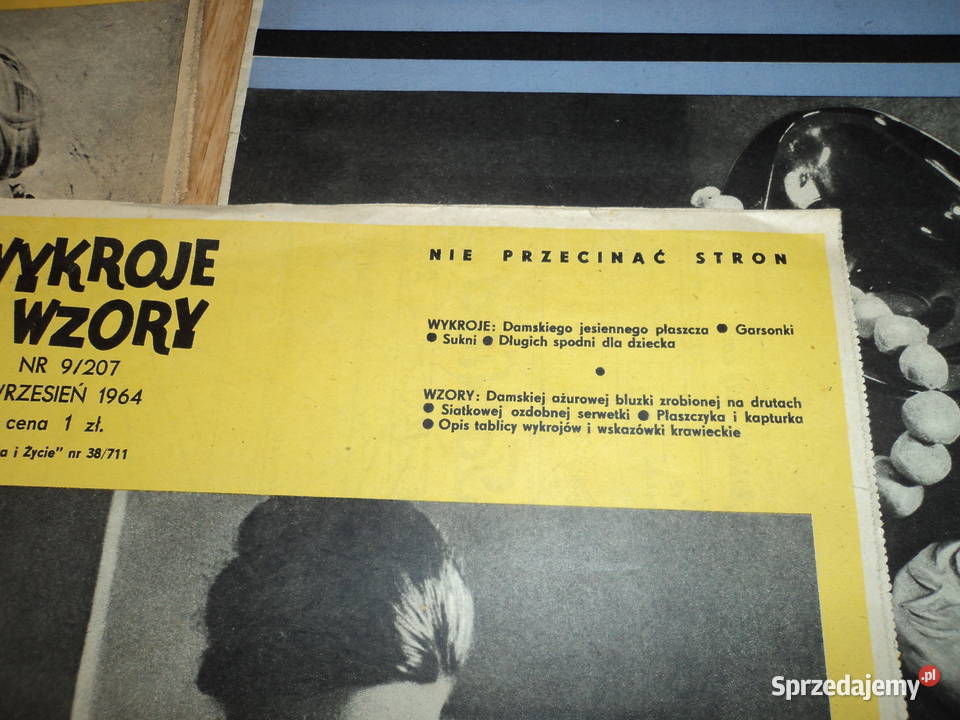 WYKROJE
WZORY
NR 9/207
WRZESIEŃ 1964
cena 1 zł.
a i Życie" nr 38/711
NIE PRZECINAĆ STRON
WYKROJE: Damskiego jesiennego płaszcza ● Garsonki
● Sukni ● Długich spodni dla dziecka
●
WZORY: Damskiej ażurowej bluzki zrobionej na drutach
● Siatkowej ozdobnej serwetki ● Płaszczyka i kapturka
● Opis tablicy wykrojów i wskazówki krawieckie
Sprzedajemy.pl